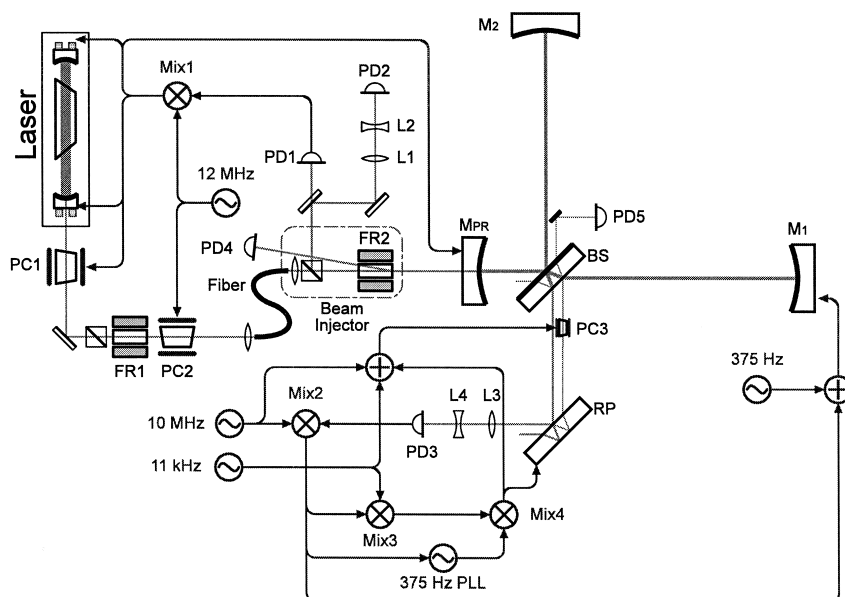 M2
Laser
Mix1
PD2
L2
L1
PD1
12 MHz
PD5
MPR
M1
PD4
FR2
BS
PC1
Fiber
Beam
Injector
PC3
FR1
PC2
375 Hz
L4
L3
RP
Mix2
10 MHz
PD3
11 kHz
Mix3
Mix4
375 Hz PLL